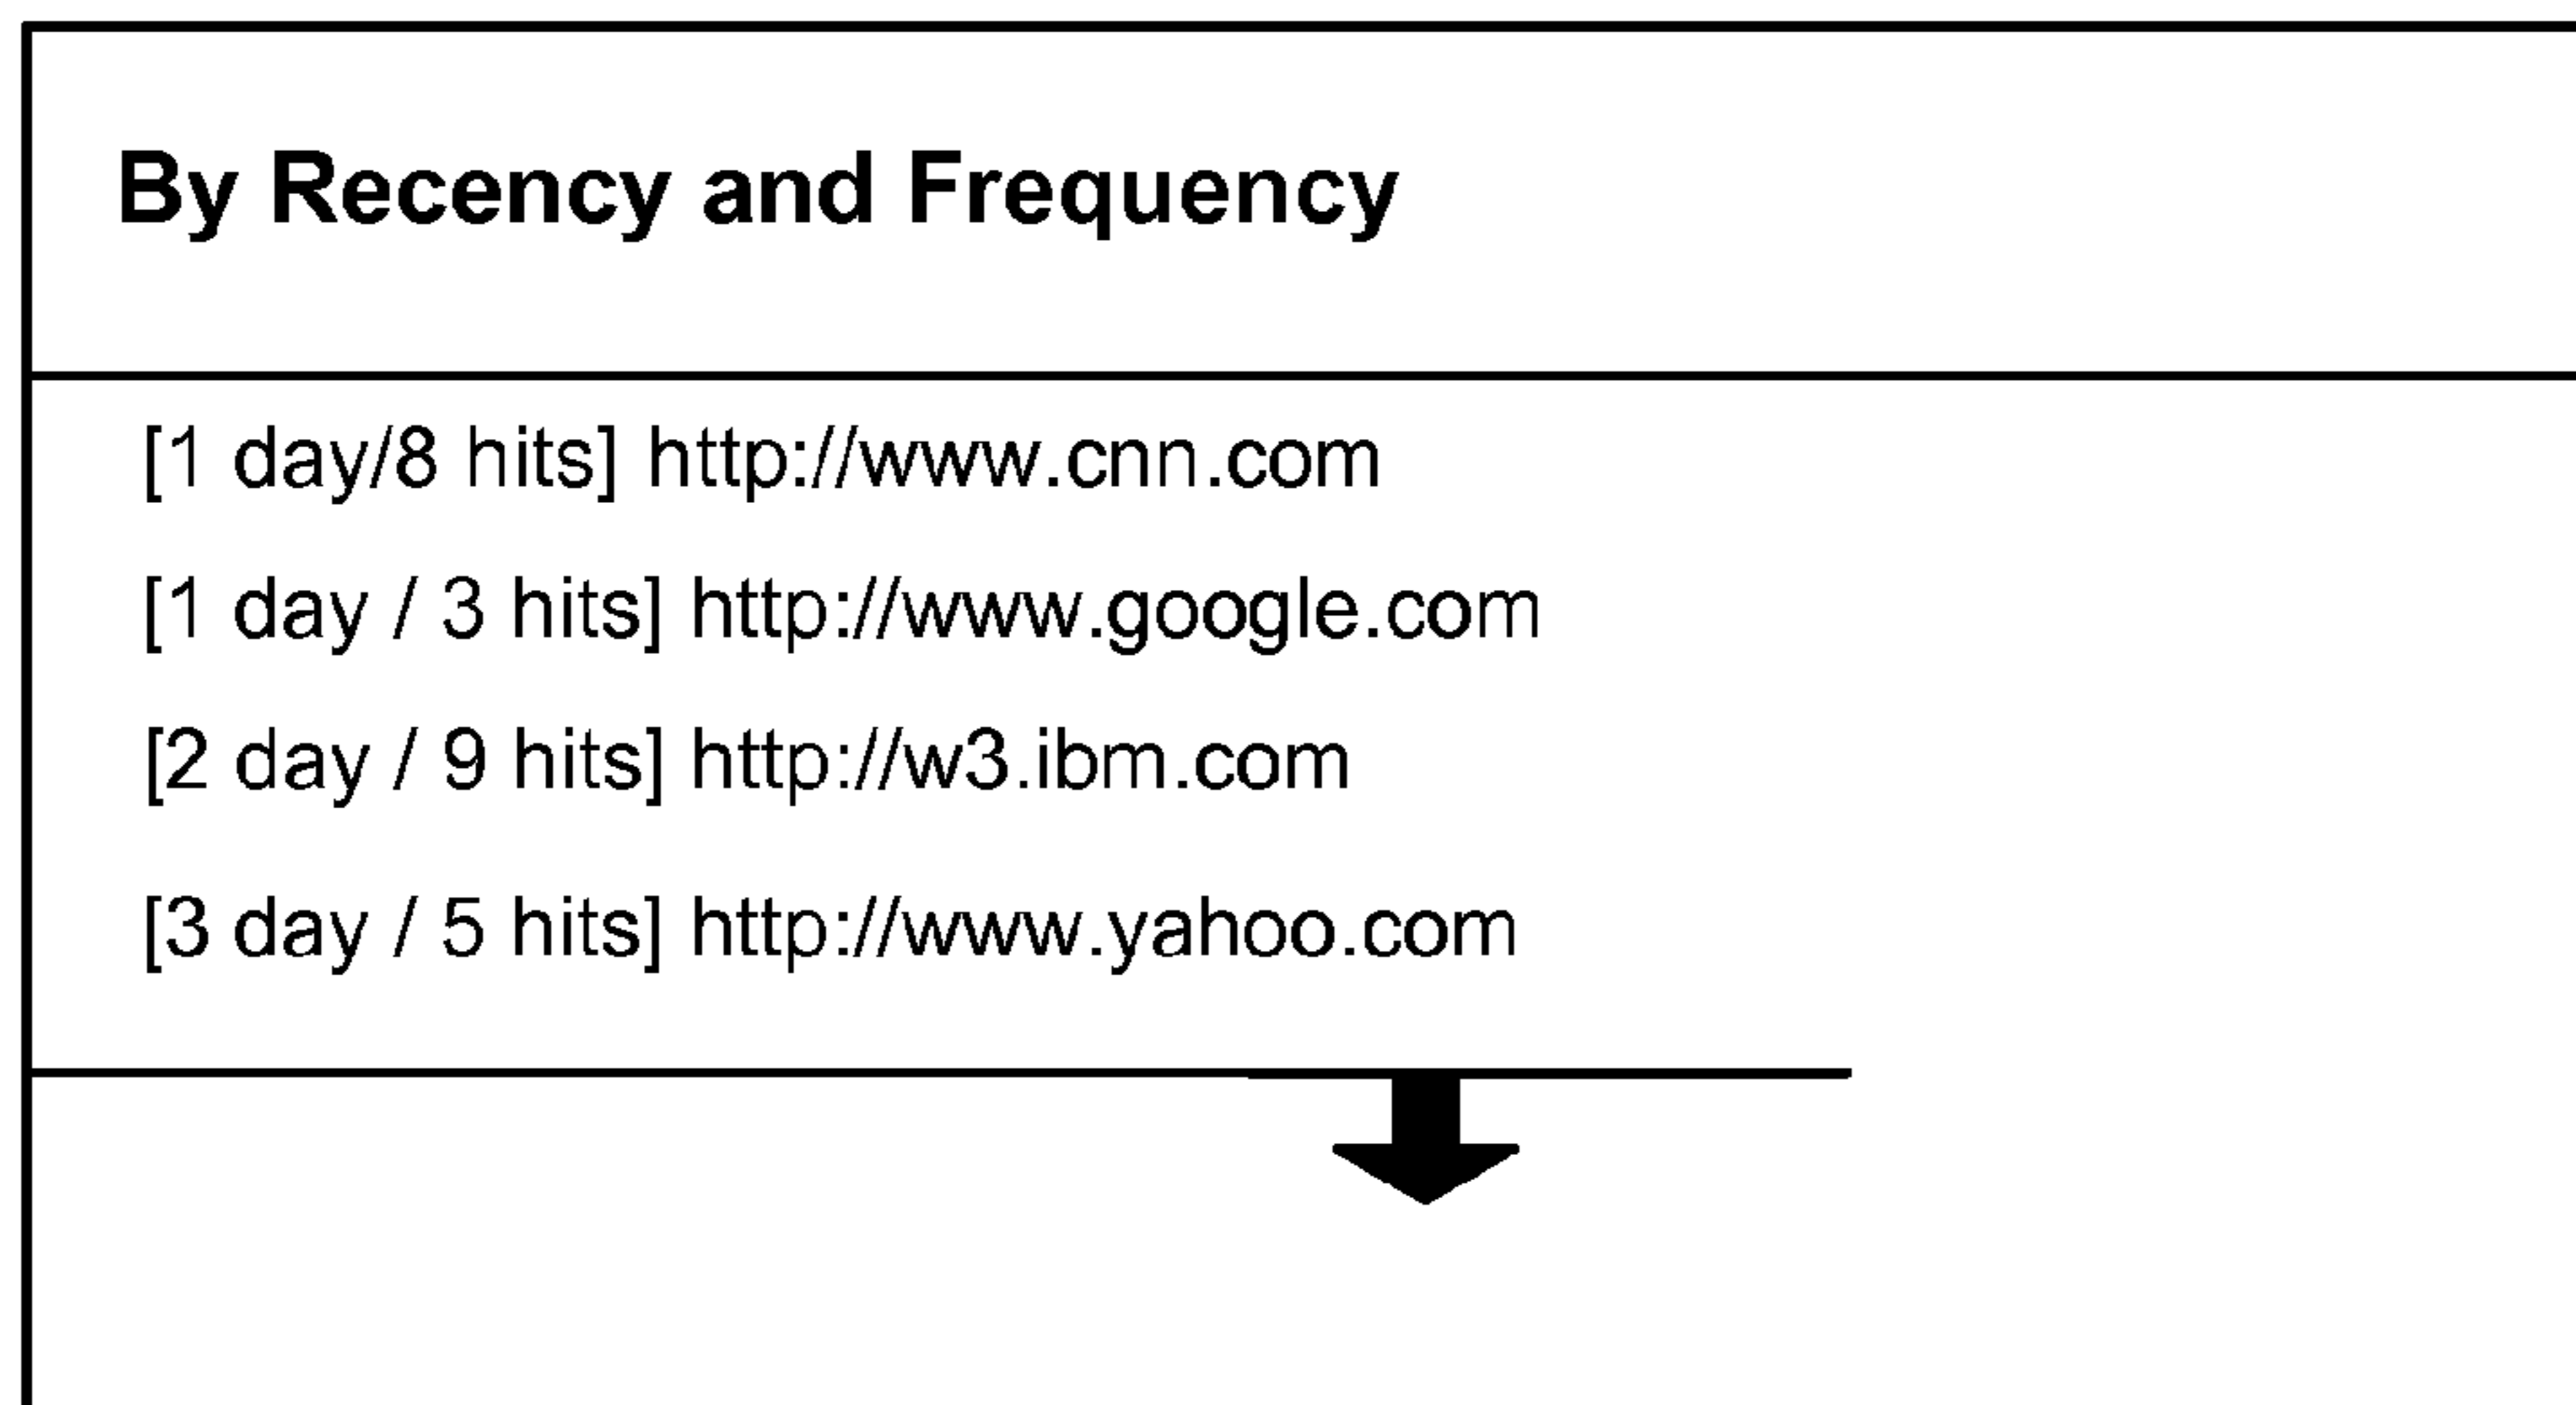 By Recency and Frequency
[1 day/8 hits] http://www.cnn.com
[1 day / 3 hits] http://www.google.com
[2 day / 9 hits] http://w3.ibm.com
[3 day / 5 hits] http://www.yahoo.com